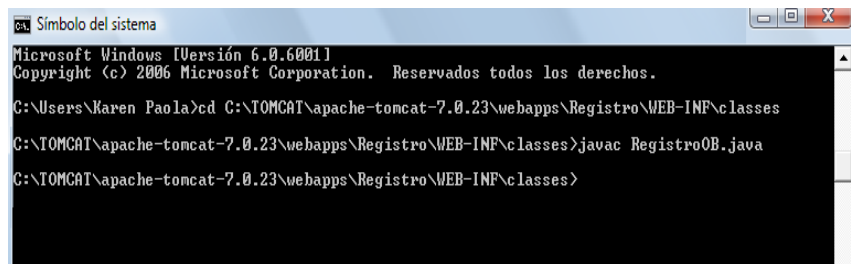 Símbolo del sistema
Microsoft Windows [Versión 6.0.6001]
Copyright (c) 2006 Microsoft Corporation.  Reservados todos los derechos.
C:\Users\Karen Paola>cd C:\TOMCAT\apache-tomcat-7.0.23\webapps\Registro\WEB-INF\classes
C:\TOMCAT\apache-tomcat-7.0.23\webapps\Registro\WEB-INF\classes>javac RegistroOB.java
C:\TOMCAT\apache-tomcat-7.0.23\webapps\Registro\WEB-INF\classes>